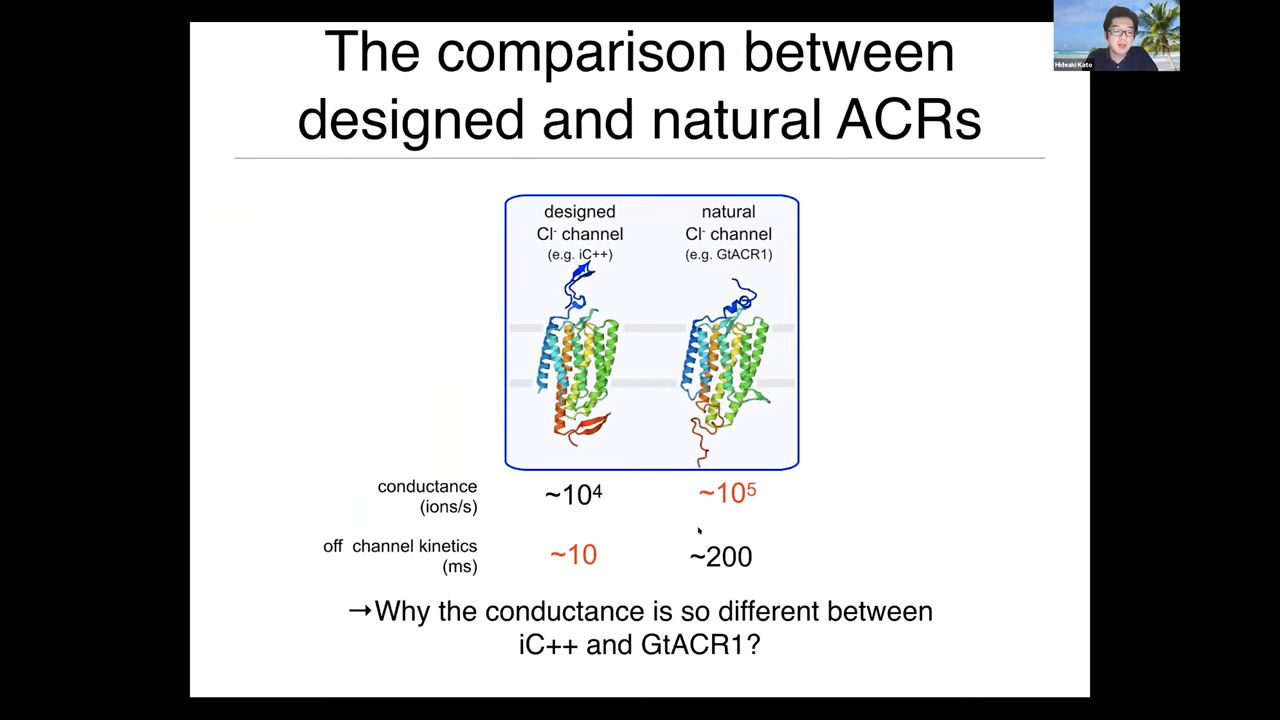 The comparison between
designed and natural ACRs
Hideaki Kato
designed
Cl- channel
(e.g. iC++)
natural
Cl- channel
(e.g. GtACR1)
conductance
(ions/s)
~10⁴
~10⁵
off channel kinetics
(ms)
~10
~200
→Why the conductance is so different between
iC++ and GtACR1?